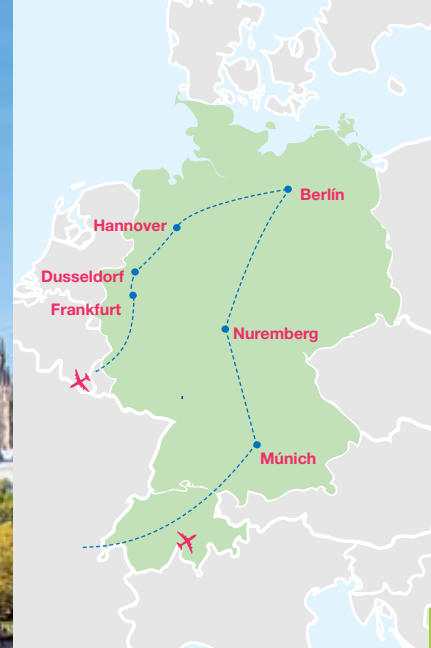 Berlín
Hannover
Dusseldorf
Frankfurt
Nuremberg
Múnich